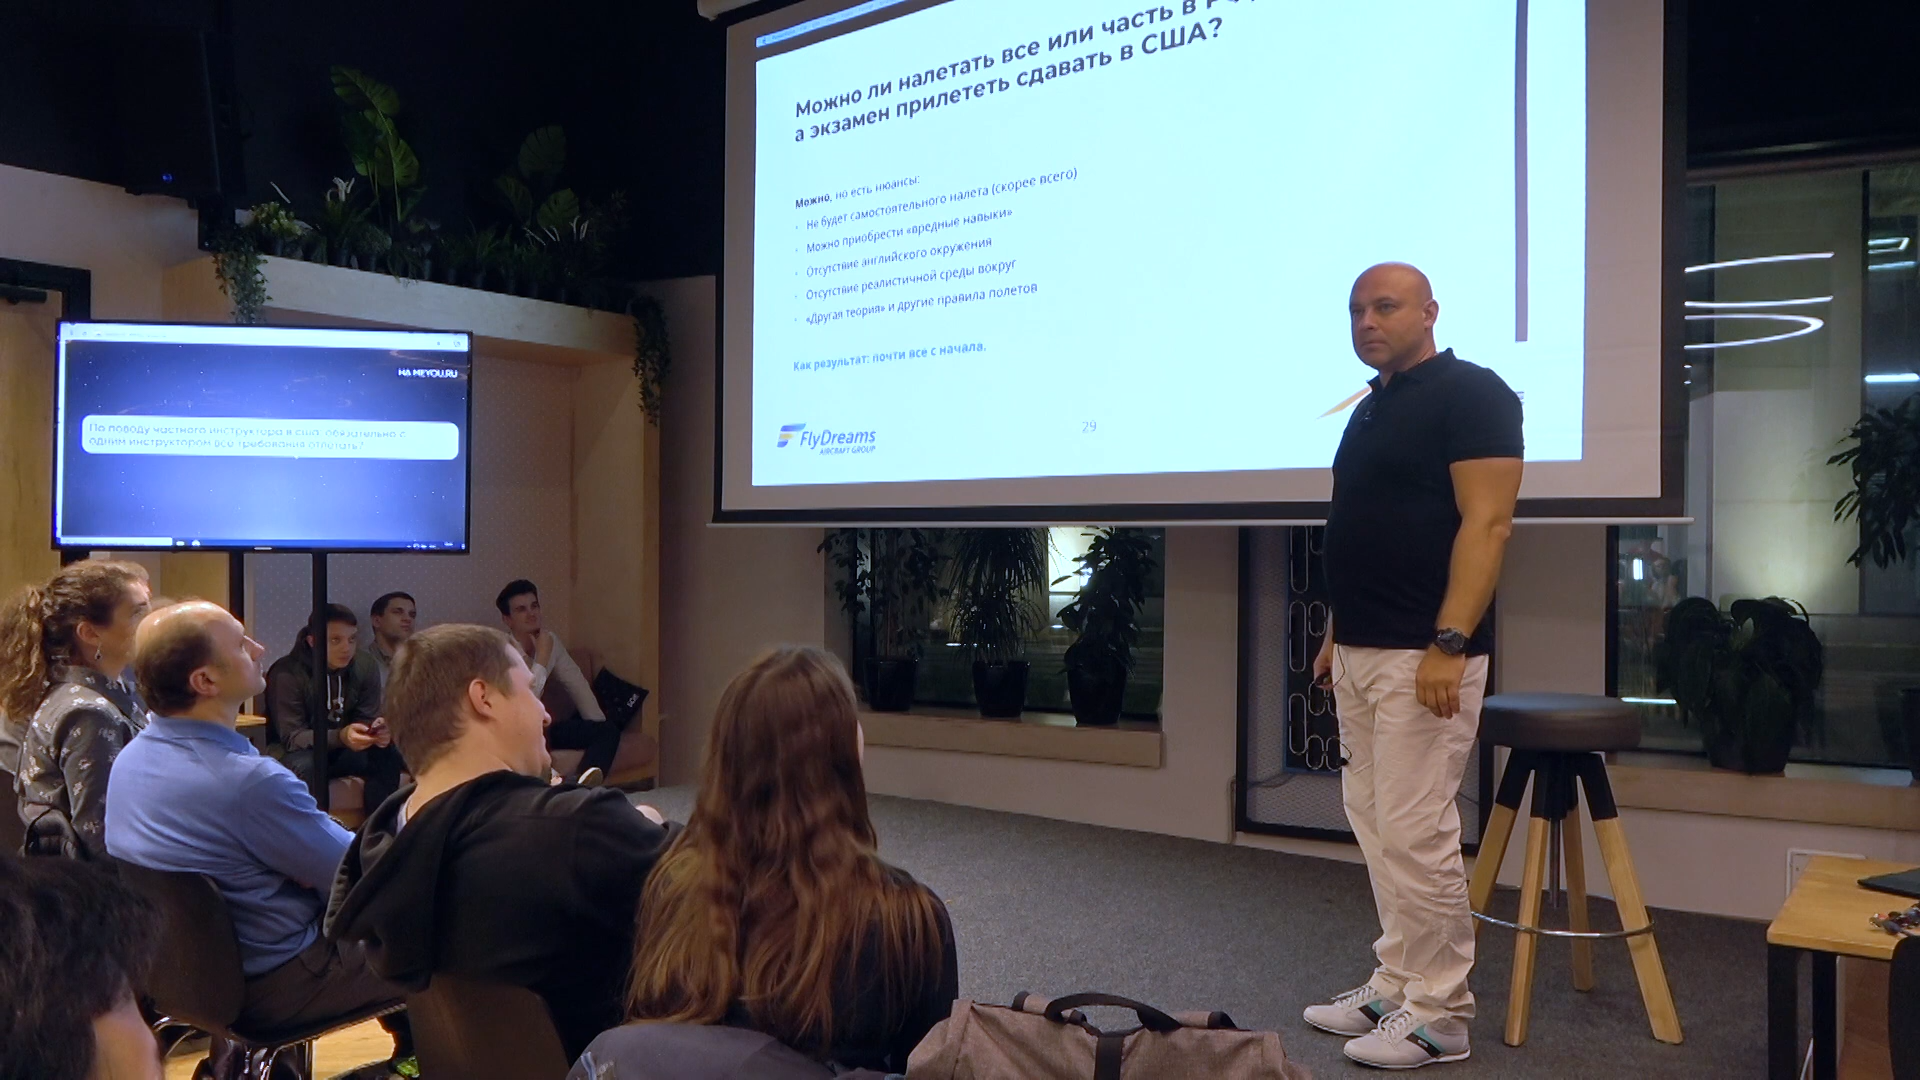 Можно ли налетать все или часть в РФ,
а экзамен прилететь сдавать в США?
Можно, но есть нюансы:
· Не будет самостоятельного налета (скорее всего)
· Можно приобрести «вредные навыки»
· Отсутствие английского окружения
· Отсутствие реалистичной среды вокруг
· «Другая теория» и другие правила полетов
Как результат: почти все с начала.
FlyDreams
AIRCRAFT GROUP
29
НА MEYOU.RU
По поводу частного инструктора в сша: обязательно с
одним инструктором все требования отлетать?